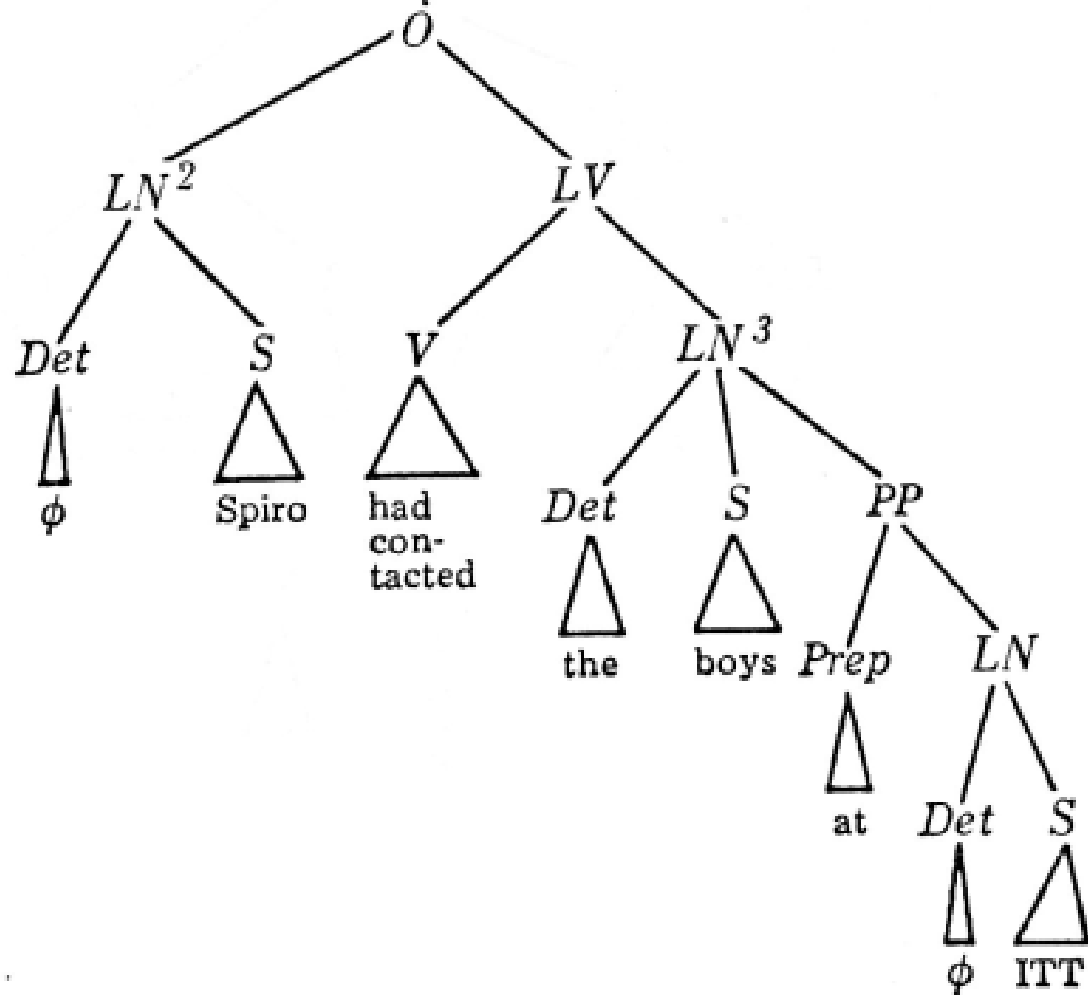 O
LN² LV
Det S V LN³
ϕ Spiro had
con-
tacted
Det S PP
the boys Prep LN
at Det S
ϕ ITT